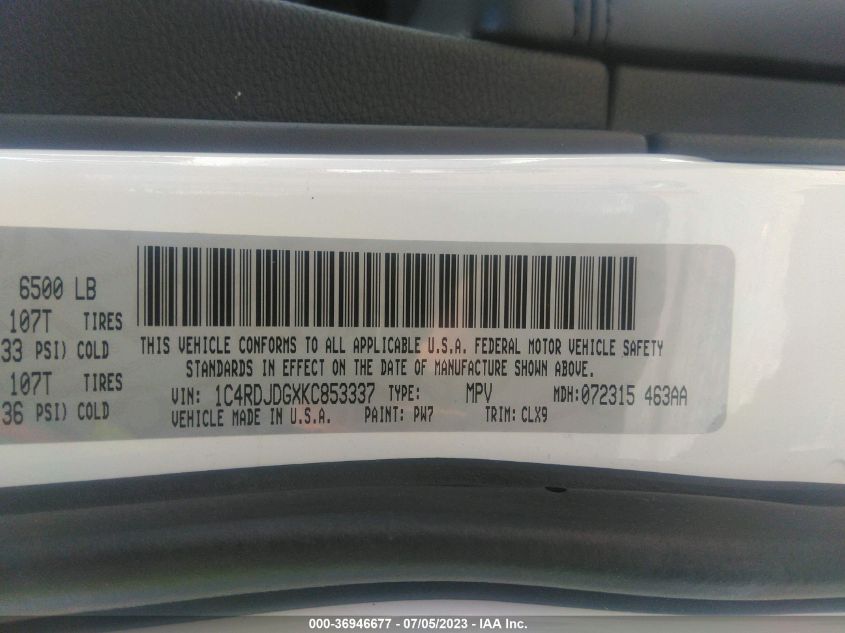 6500 LB
107T TIRES
33 PSI) COLD
107T TIRES
36 PSI) COLD
THIS VEHICLE CONFORMS TO ALL APPLICABLE U.S.A. FEDERAL MOTOR VEHICLE SAFETY
STANDARDS IN EFFECT ON THE DATE OF MANUFACTURE SHOWN ABOVE.
VIN: 1C4RDJDGXKC853337 TYPE: MPV MDH:072315 463AA
VEHICLE MADE IN U.S.A. PAINT: PW7 TRIM: CLX9
000-36946677 - 07/05/2023 - IAA Inc.